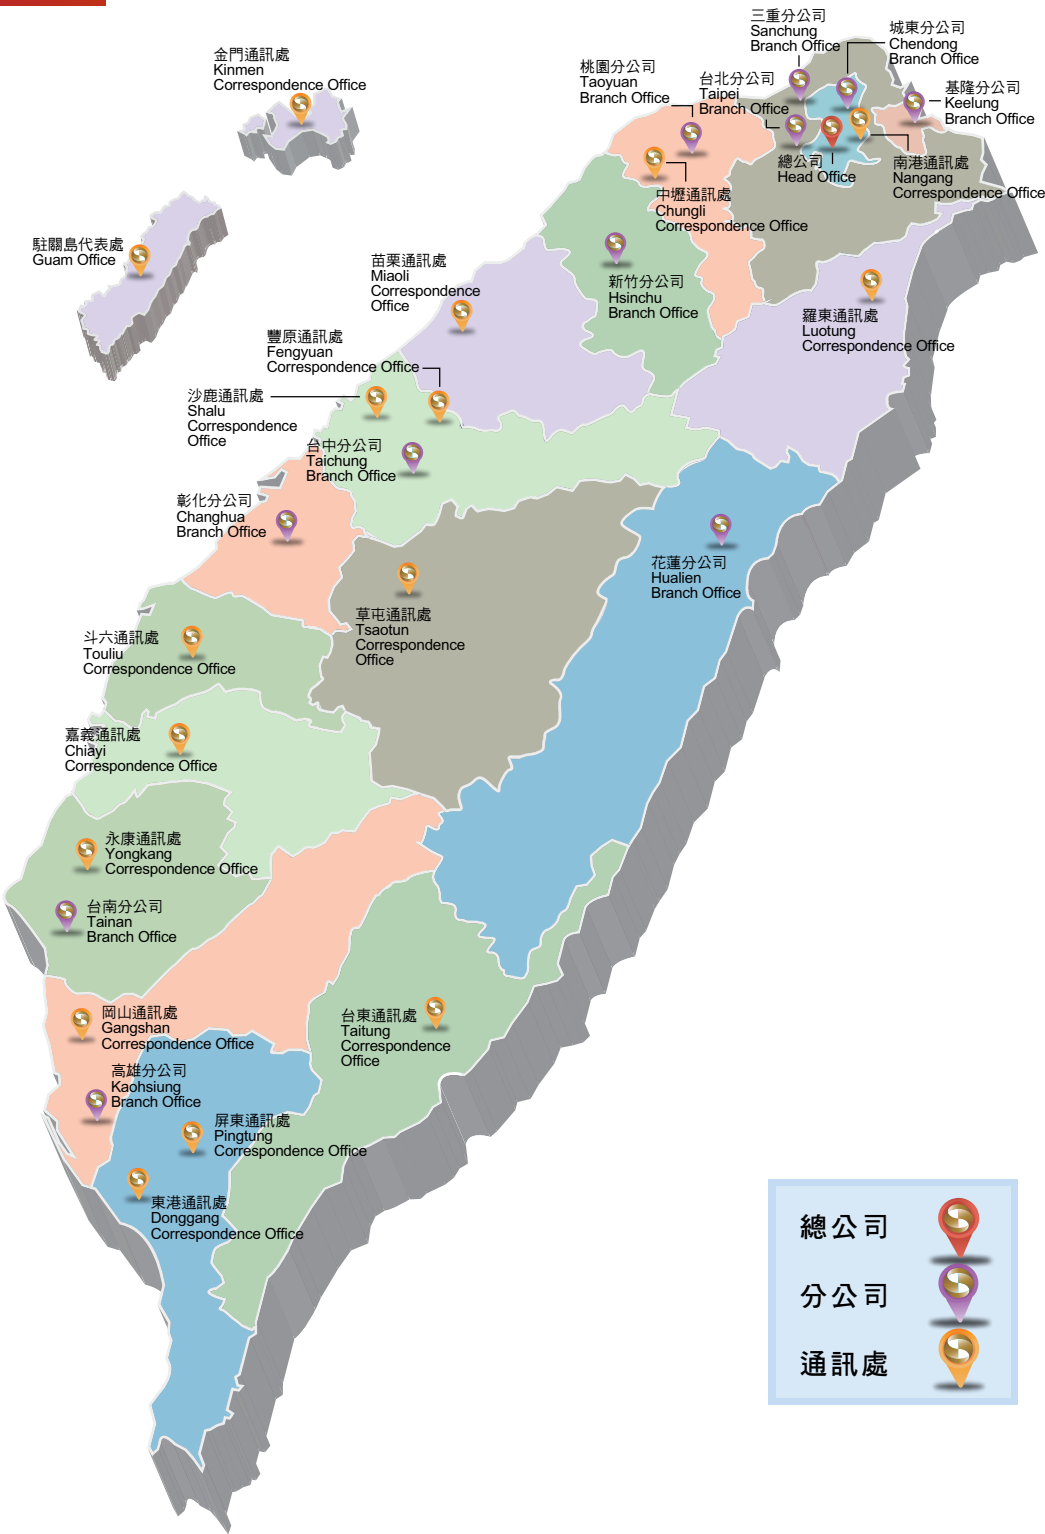 三重分公司
Sanchung
Branch Office
城東分公司
Chendong
Branch Office
金門通訊處
Kinmen
Correspondence Office
桃園分公司
Taoyuan
Branch Office
台北分公司
Taipei
Branch Office
基隆分公司
Keelung
Branch Office
總公司
Head Office
南港通訊處
Nangang
Correspondence Office
中壢通訊處
Chungli
Correspondence Office
駐關島代表處
Guam Office
苗栗通訊處
Miaoli
Correspondence
Office
新竹分公司
Hsinchu
Branch Office
羅東通訊處
Luotung
Correspondence Office
豐原通訊處
Fengyuan
Correspondence Office
沙鹿通訊處
Shalu
Correspondence
Office
台中分公司
Taichung
Branch Office
彰化分公司
Changhua
Branch Office
花蓮分公司
Hualien
Branch Office
草屯通訊處
Tsaotun
Correspondence
Office
斗六通訊處
Touliu
Correspondence Office
嘉義通訊處
Chiayi
Correspondence Office
永康通訊處
Yongkang
Correspondence Office
台南分公司
Tainan
Branch Office
岡山通訊處
Gangshan
Correspondence Office
台東通訊處
Taitung
Correspondence
Office
高雄分公司
Kaohsiung
Branch Office
屏東通訊處
Pingtung
Correspondence Office
東港通訊處
Donggang
Correspondence Office
總公司
分公司
通訊處